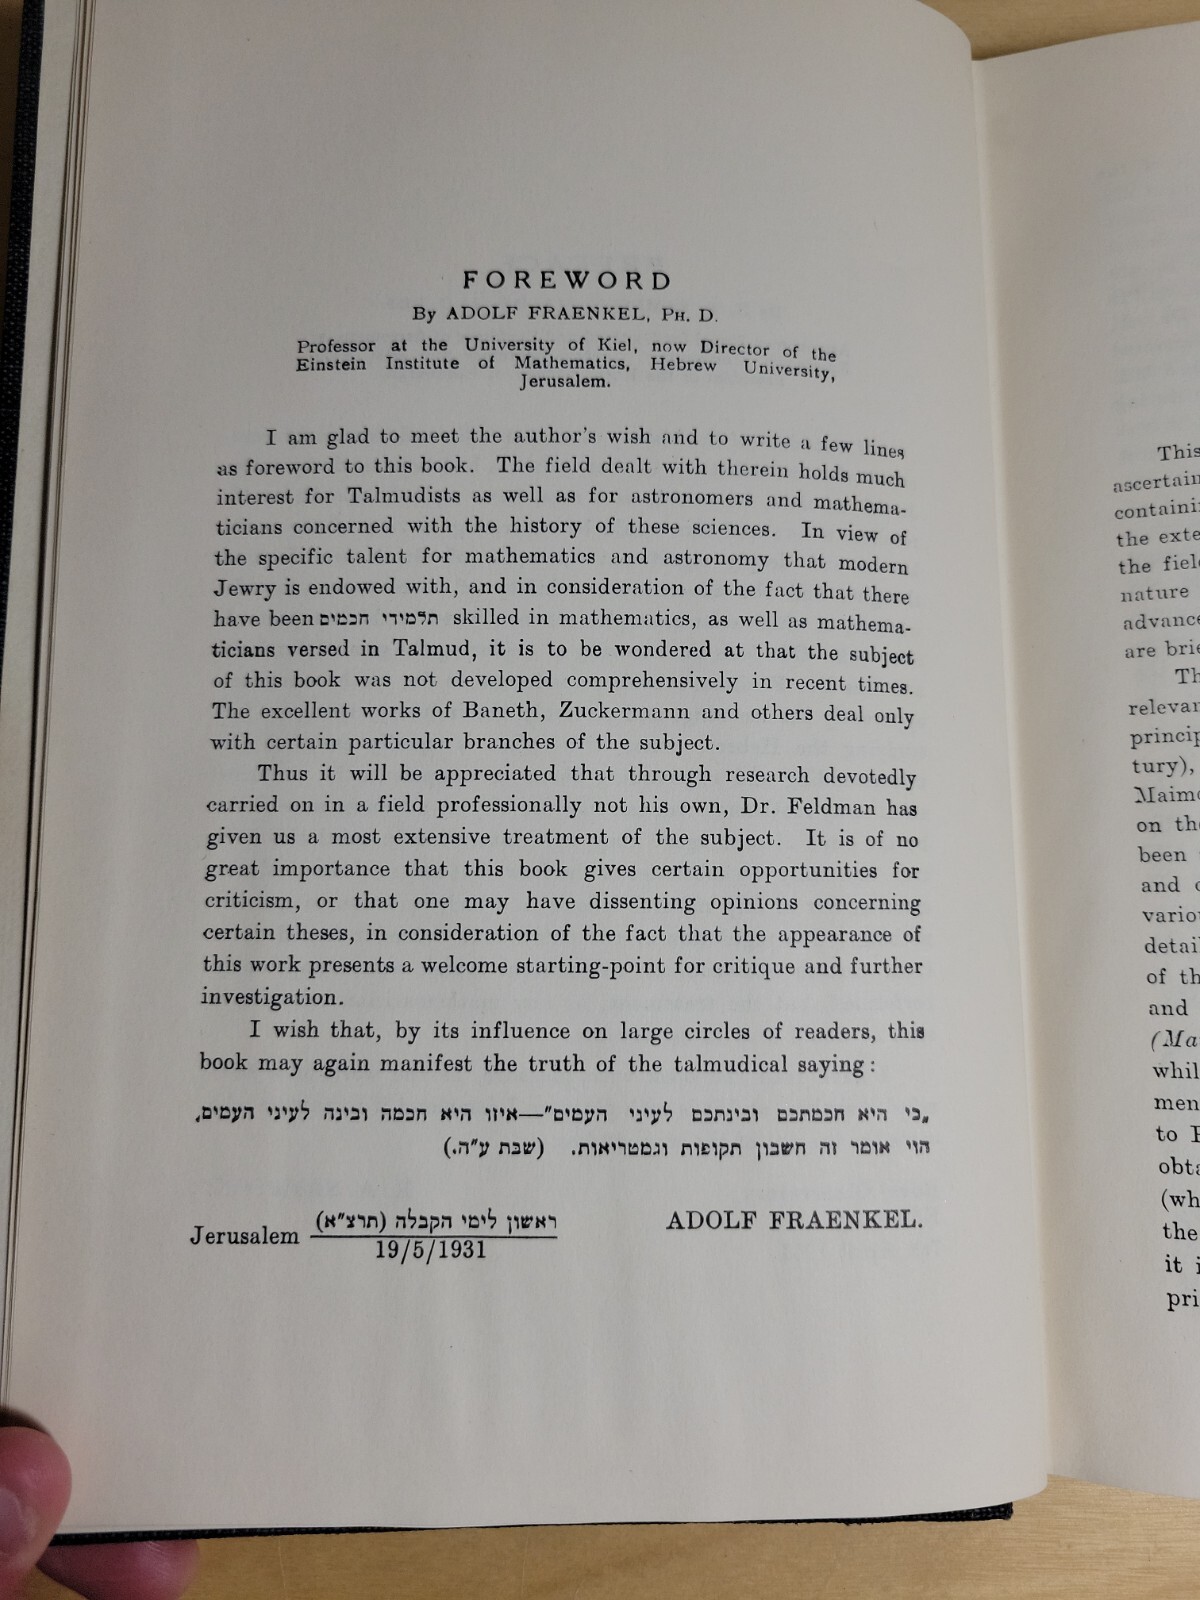 FOREWORD
By ADOLF FRAENKEL, PH. D.
Professor at the University of Kiel, now Director of the
Einstein Institute of Mathematics, Hebrew University,
Jerusalem.
I am glad to meet the author's wish and to write a few lines
as foreword to this book. The field dealt with therein holds much
interest for Talmudists as well as for astronomers and mathema-
ticians concerned with the history of these sciences. In view of
the specific talent for mathematics and astronomy that modern
Jewry is endowed with, and in consideration of the fact that there
have been תלמידי חכמים skilled in mathematics, as well as mathema-
ticians versed in Talmud, it is to be wondered at that the subject
of this book was not developed comprehensively in recent times.
The excellent works of Baneth, Zuckermann and others deal only
with certain particular branches of the subject.
Thus it will be appreciated that through research devotedly
carried on in a field professionally not his own, Dr. Feldman has
given us a most extensive treatment of the subject. It is of no
great importance that this book gives certain opportunities for
criticism, or that one may have dissenting opinions concerning
certain theses, in consideration of the fact that the appearance of
this work presents a welcome starting-point for critique and further
investigation.
I wish that, by its influence on large circles of readers, this
book may again manifest the truth of the talmudical saying:
„כי היא חכמתכם ובינתכם לעיני העמים"—איזו היא חכמה ובינה לעיני העמים,
הוי אומר זה חשבון תקופות וגמטריאות. (שבת ע"ה.)
Jerusalem ראשון לימי הקבלה (תרצ"א)
19/5/1931
ADOLF FRAENKEL.
This
ascertain
the exte
the fiel
nature
advance
are brie
Th
relevan
princip
tury),
Maimo
on the
been
and
vario
detail
of th
and
(Ma
whil
men
to
obta
(wh
the
it
pri